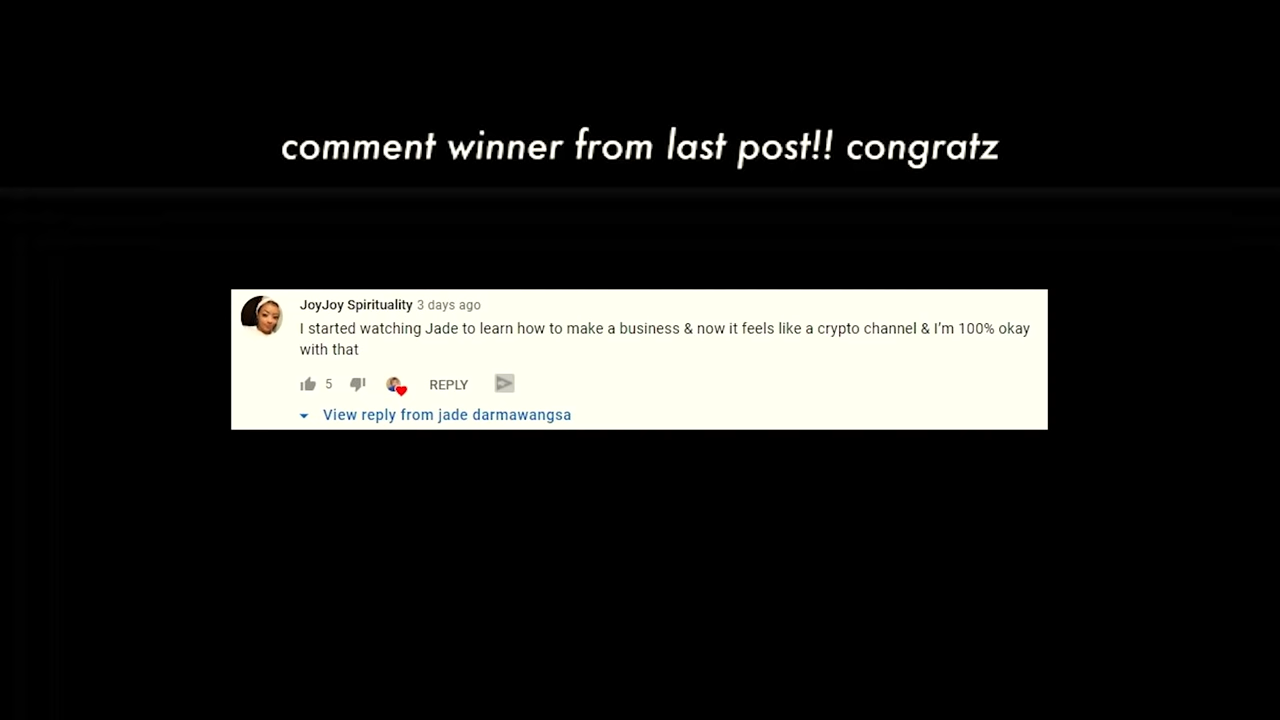 comment winner from last post!! congratz
JoyJoy Spirituality 3 days ago
I started watching Jade to learn how to make a business & now it feels like a crypto channel & I'm 100% okay
with that
5 REPLY
View reply from jade darmawangsa